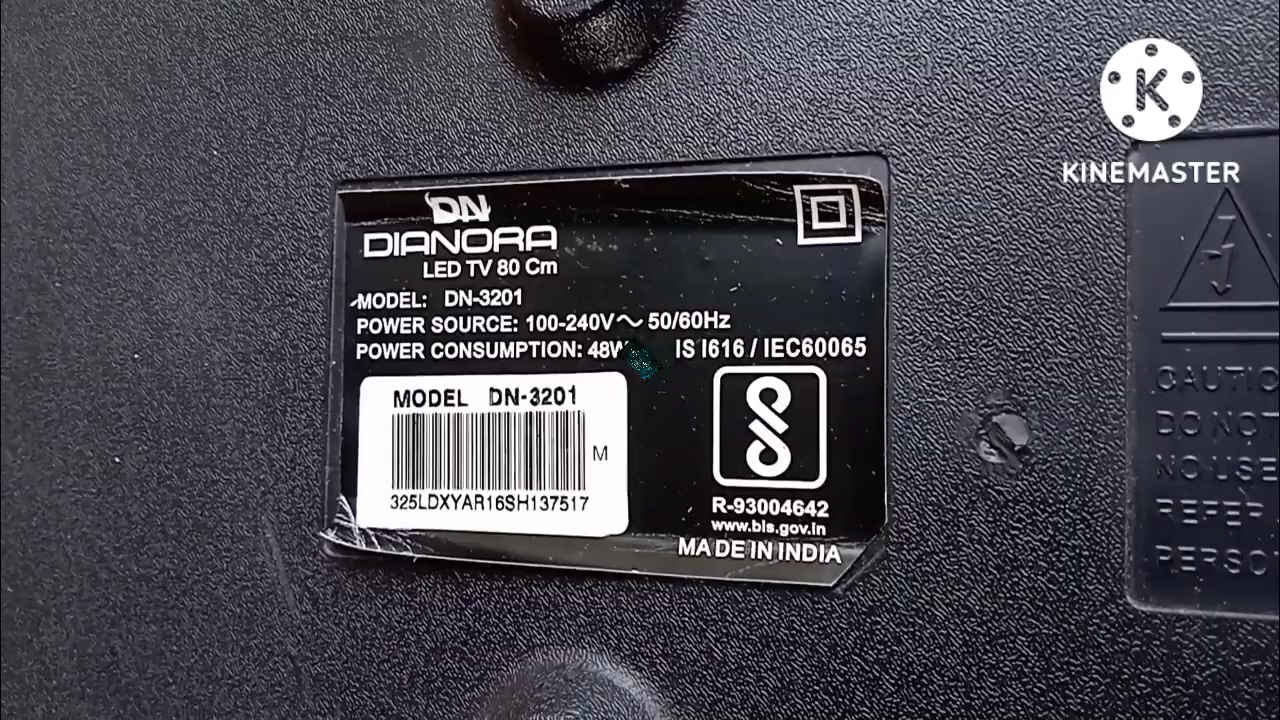 K
KINEMASTER
DN
DIANORA
LED TV 80 Cm
MODEL: DN-3201
POWER SOURCE: 100-240V～ 50/60Hz
POWER CONSUMPTION: 48W IS I616 / IEC60065
MODEL DN-3201
M
325LDXYAR16SH137517
R-93004642
www.bis.gov.in
MADE IN INDIA
CAUTIO
DO NOT
NO USE
REFER
PERSO